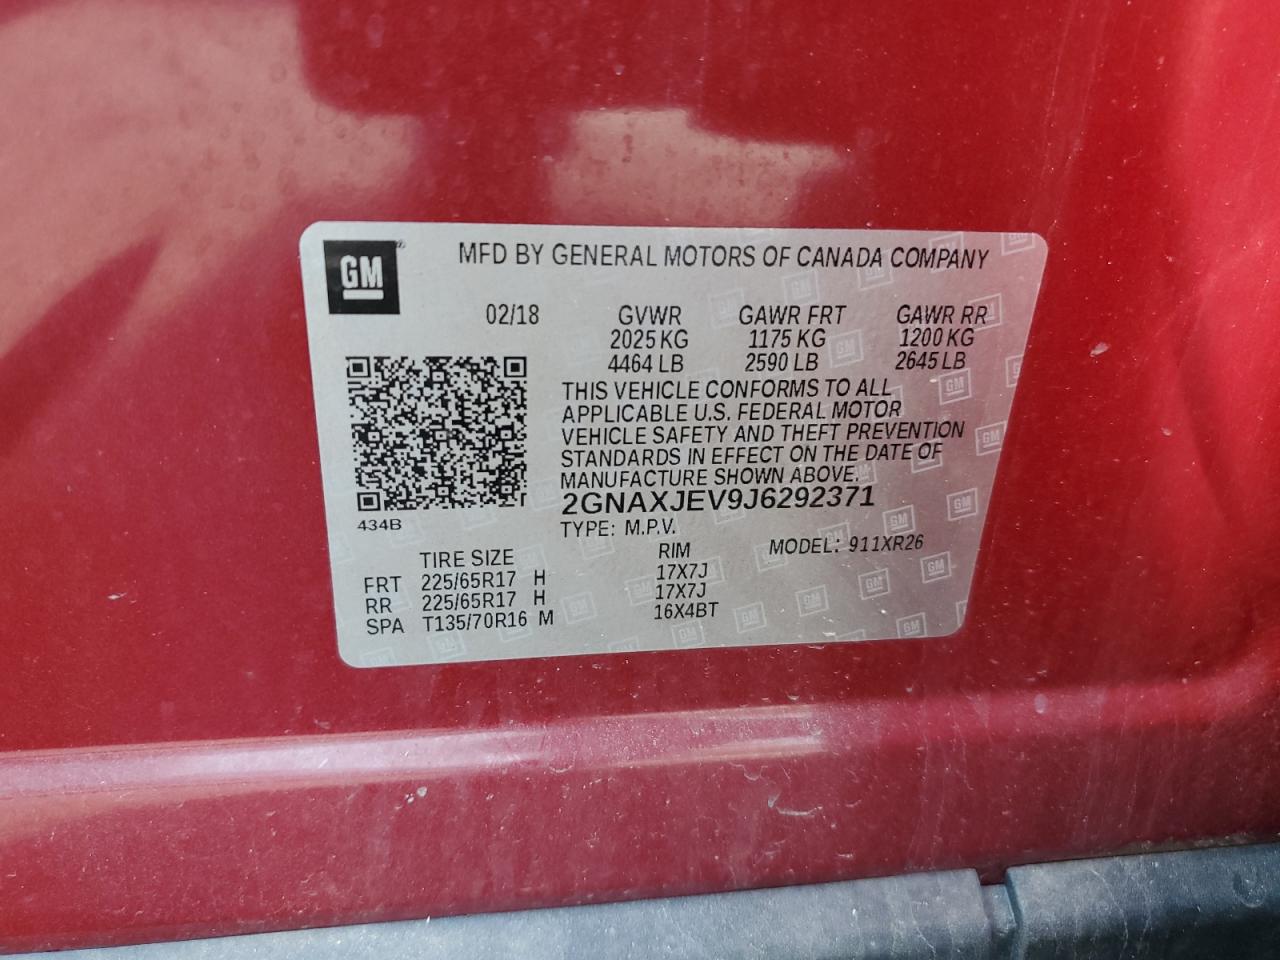 GM ®
MFD BY GENERAL MOTORS OF CANADA COMPANY
02/18 GVWR GAWR FRT GAWR RR
2025 KG 1175 KG 1200 KG
4464 LB 2590 LB 2645 LB
THIS VEHICLE CONFORMS TO ALL
APPLICABLE U.S. FEDERAL MOTOR
VEHICLE SAFETY AND THEFT PREVENTION
STANDARDS IN EFFECT ON THE DATE OF
MANUFACTURE SHOWN ABOVE.
2GNAXJEV9J6292371
434B
TYPE: M.P.V.
MODEL: 911XR26
TIRE SIZE RIM
FRT 225/65R17 H 17X7J
RR 225/65R17 H 17X7J
SPA T135/70R16 M 16X4BT